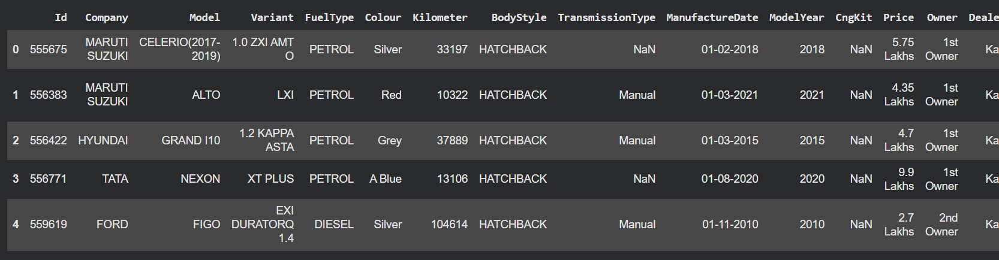 Id Company Model Variant FuelType Colour Kilometer BodyStyle TransmissionType ManufactureDate ModelYear CngKit Price Owner Deale
0 555675 MARUTI SUZUKI CELERIO(2017-2019) 1.0 ZXI AMT O PETROL Silver 33197 HATCHBACK NaN 01-02-2018 2018 NaN 5.75 Lakhs 1st Owner Ka
1 556383 MARUTI SUZUKI ALTO LXI PETROL Red 10322 HATCHBACK Manual 01-03-2021 2021 NaN 4.35 Lakhs 1st Owner Ka
2 556422 HYUNDAI GRAND I10 1.2 KAPPA ASTA PETROL Grey 37889 HATCHBACK Manual 01-03-2015 2015 NaN 4.7 Lakhs 1st Owner Ka
3 556771 TATA NEXON XT PLUS PETROL A Blue 13106 HATCHBACK NaN 01-08-2020 2020 NaN 9.9 Lakhs 1st Owner Ka
4 559619 FORD FIGO EXI DURATORQ 1.4 DIESEL Silver 104614 HATCHBACK Manual 01-11-2010 2010 NaN 2.7 Lakhs 2nd Owner Ka